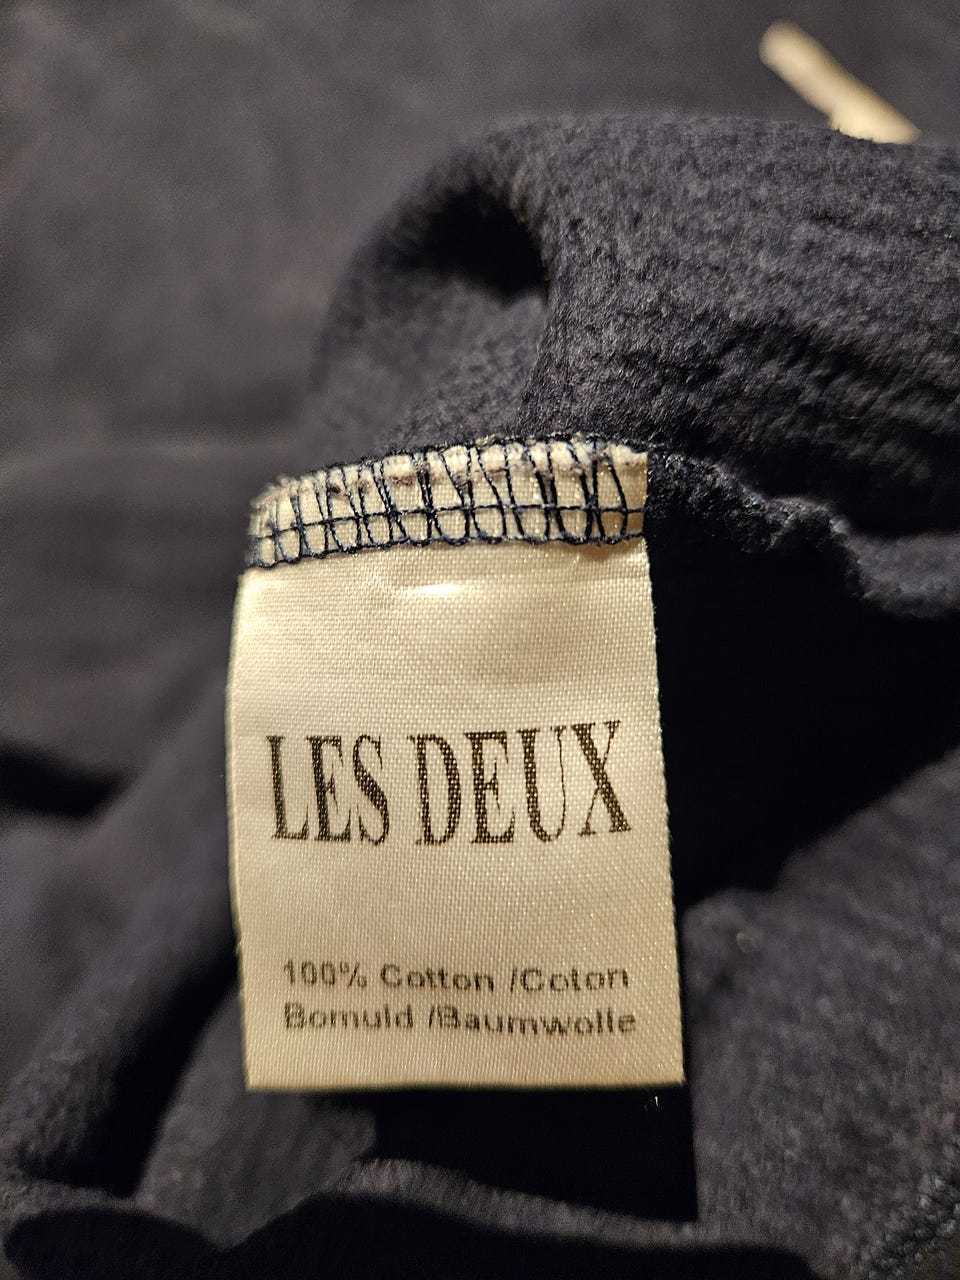 LES DEUX
100% Cotton /Coton
Bomuld /Baumwolle